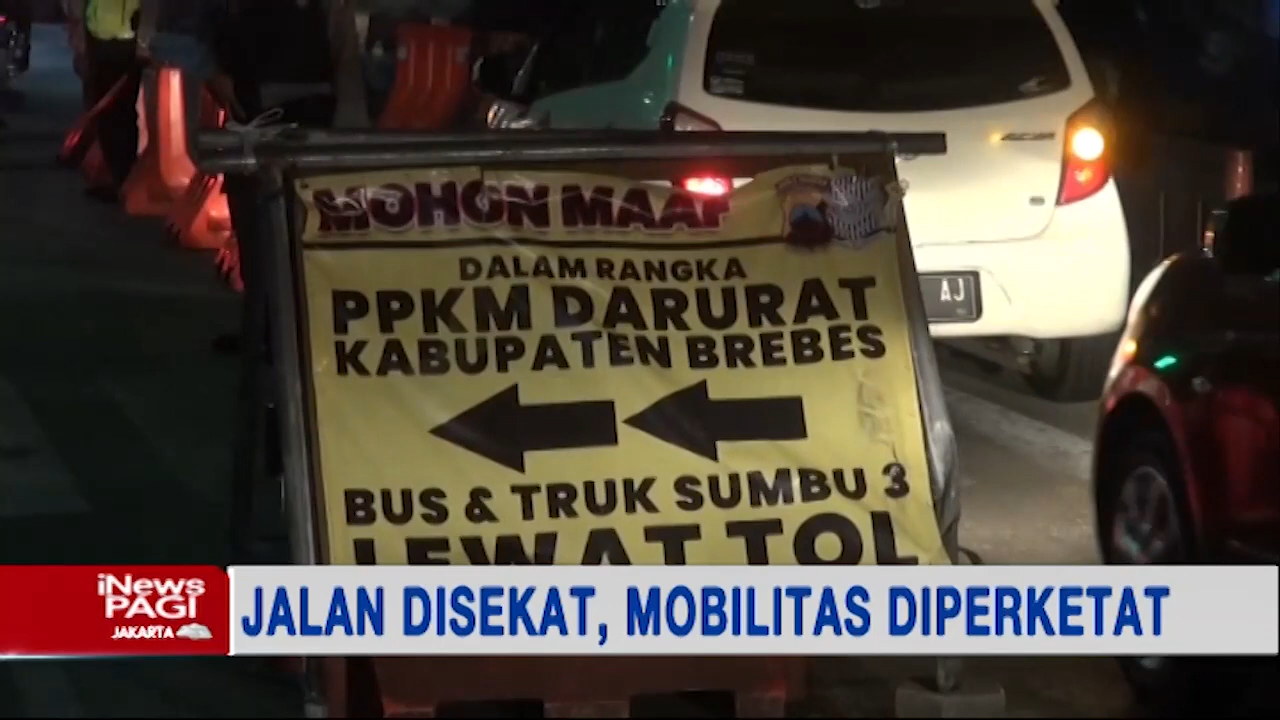 MOHON MAAF
DALAM RANGKA
PPKM DARURAT
KABUPATEN BREBES
BUS & TRUK SUMBU 3
LEWAT TOL
AJ
iNews
PAGI
JAKARTA
JALAN DISEKAT, MOBILITAS DIPERKETAT